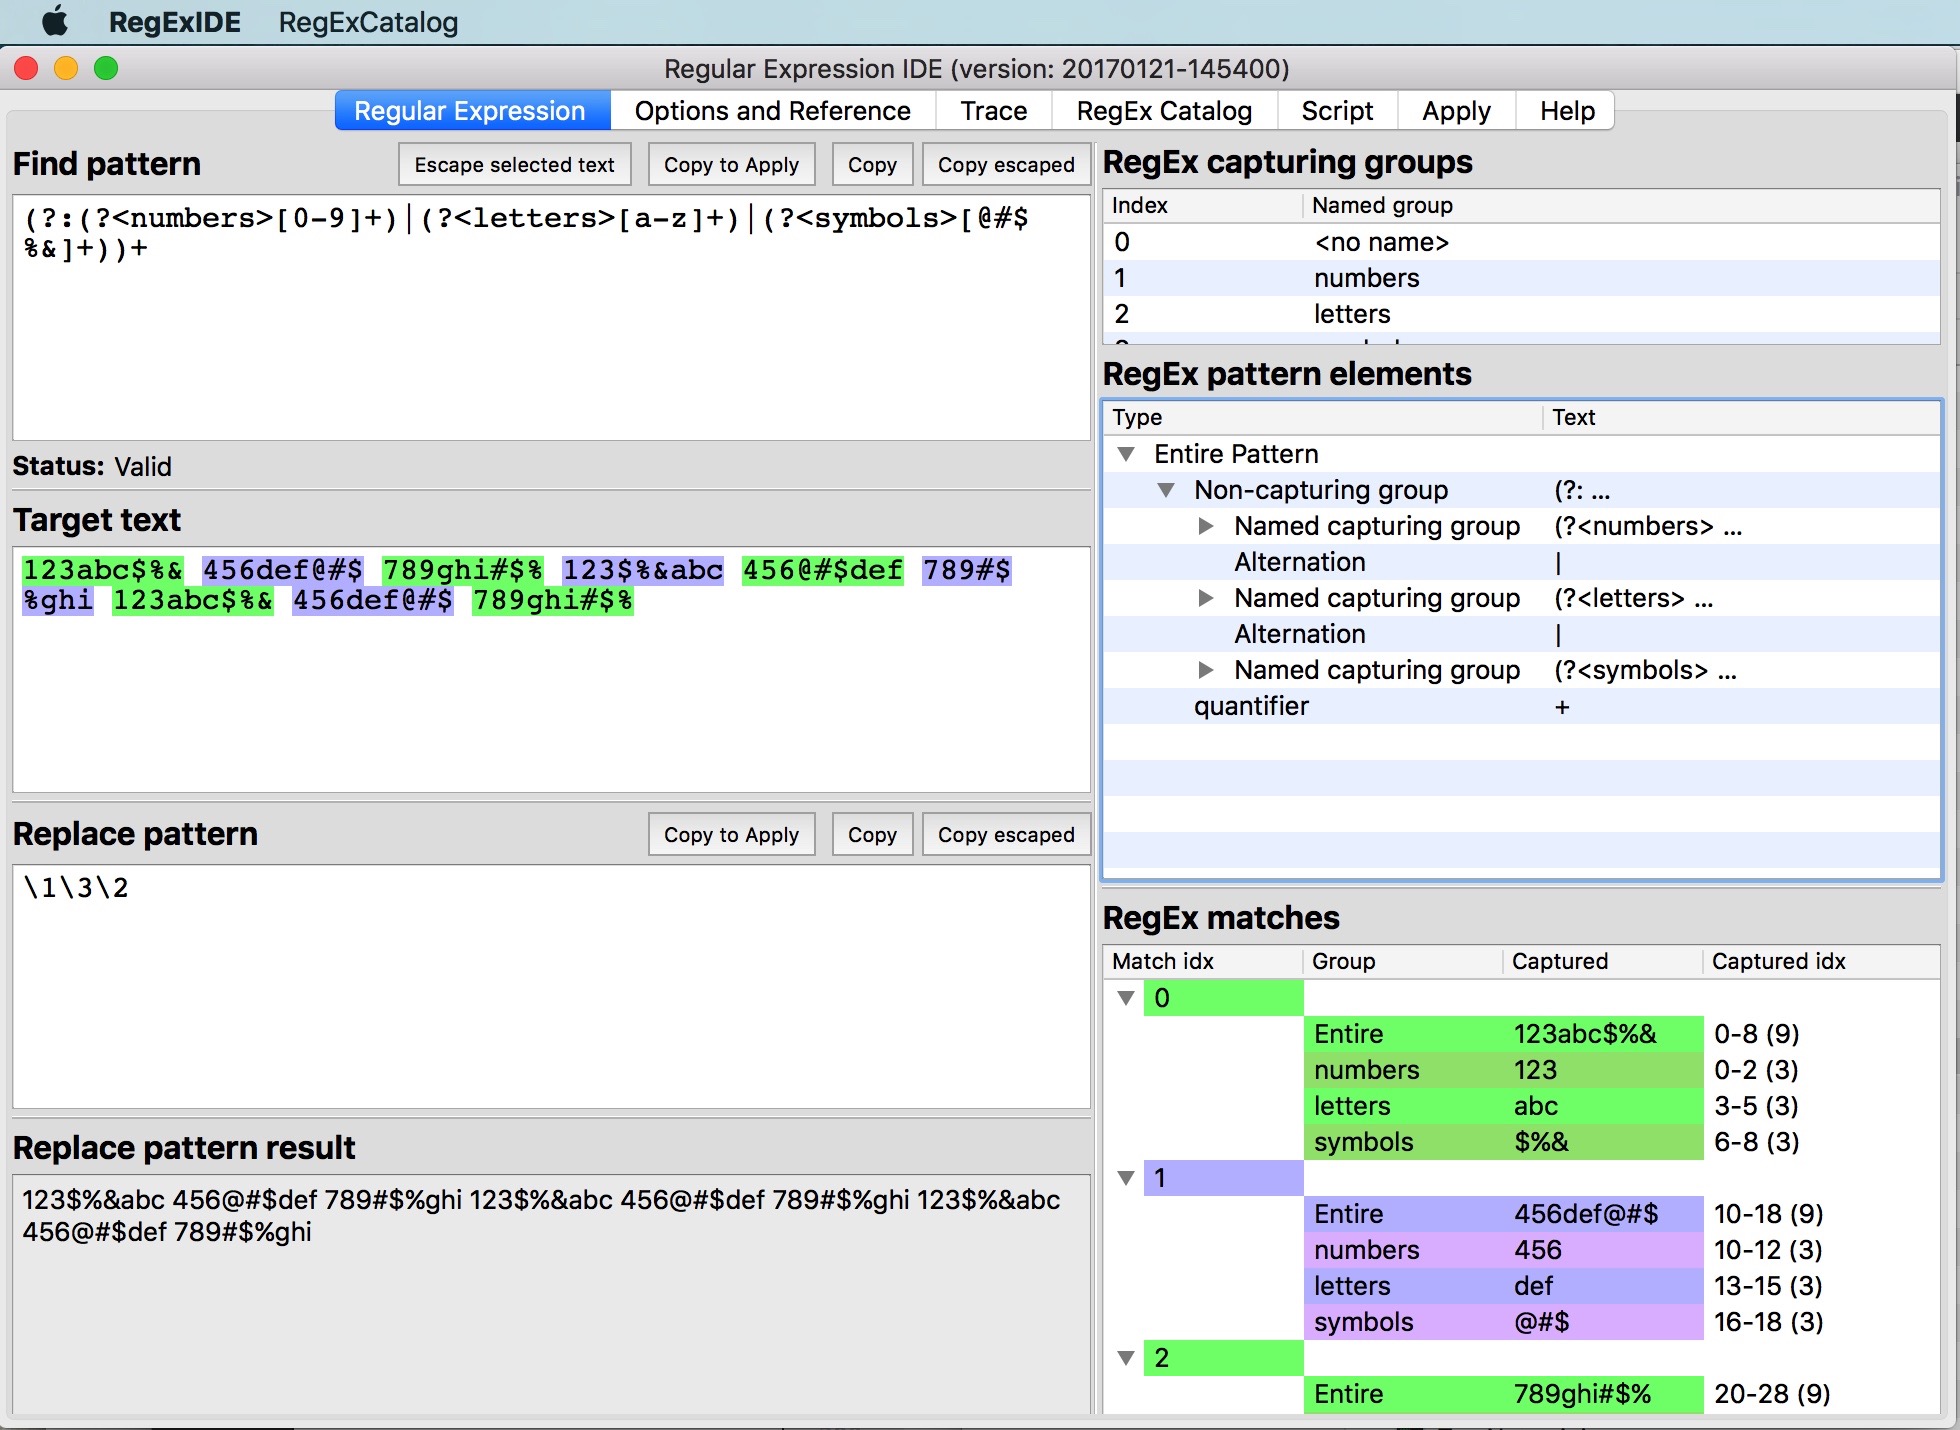 RegExIDE RegExCatalog
Regular Expression IDE (version: 20170121-145400)
Regular Expression Options and Reference Trace RegEx Catalog Script Apply Help
Find pattern Escape selected text Copy to Apply Copy Copy escaped
(?:(?<numbers>[0-9]+)|(?<letters>[a-z]+)|(?<symbols>[@#$
%&]+))+
Status: Valid
Target text
123abc$%& 456def@#$ 789ghi#$% 123$%&abc 456@#$def 789#$
%ghi 123abc$%& 456def@#$ 789ghi#$%
Replace pattern Copy to Apply Copy Copy escaped
\1\3\2
Replace pattern result
123$%&abc 456@#$def 789#$%ghi 123$%&abc 456@#$def 789#$%ghi 123$%&abc
456@#$def 789#$%ghi
RegEx capturing groups
Index Named group
0 <no name>
1 numbers
2 letters
RegEx pattern elements
Type Text
Entire Pattern
Non-capturing group (?: ...
Named capturing group (?<numbers> ...
Alternation |
Named capturing group (?<letters> ...
Alternation |
Named capturing group (?<symbols> ...
quantifier +
RegEx matches
Match idx Group Captured Captured idx
0
Entire 123abc$%& 0-8 (9)
numbers 123 0-2 (3)
letters abc 3-5 (3)
symbols $%& 6-8 (3)
1
Entire 456def@#$ 10-18 (9)
numbers 456 10-12 (3)
letters def 13-15 (3)
symbols @#$ 16-18 (3)
2
Entire 789ghi#$% 20-28 (9)